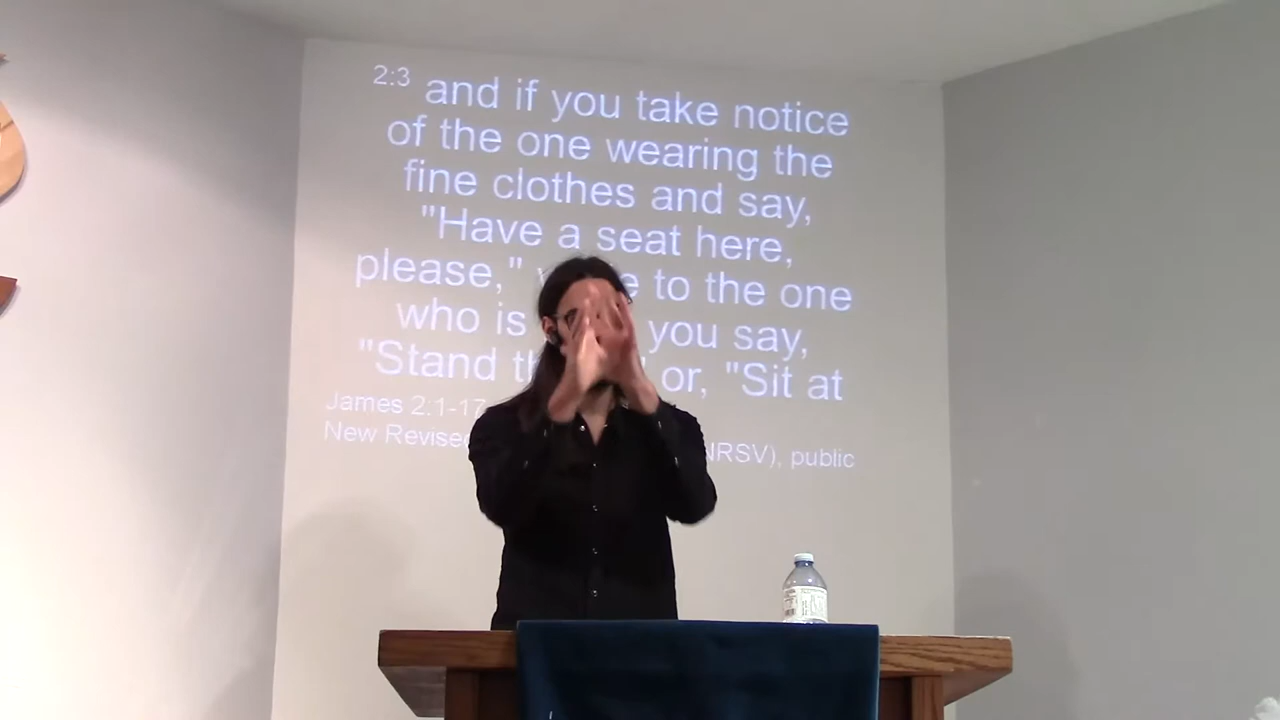 2:3 and if you take notice
of the one wearing the
fine clothes and say,
"Have a seat here,
please," to the one
who is you say,
"Stand or, "Sit at
James 2:1-17
New Revised NRSV), public